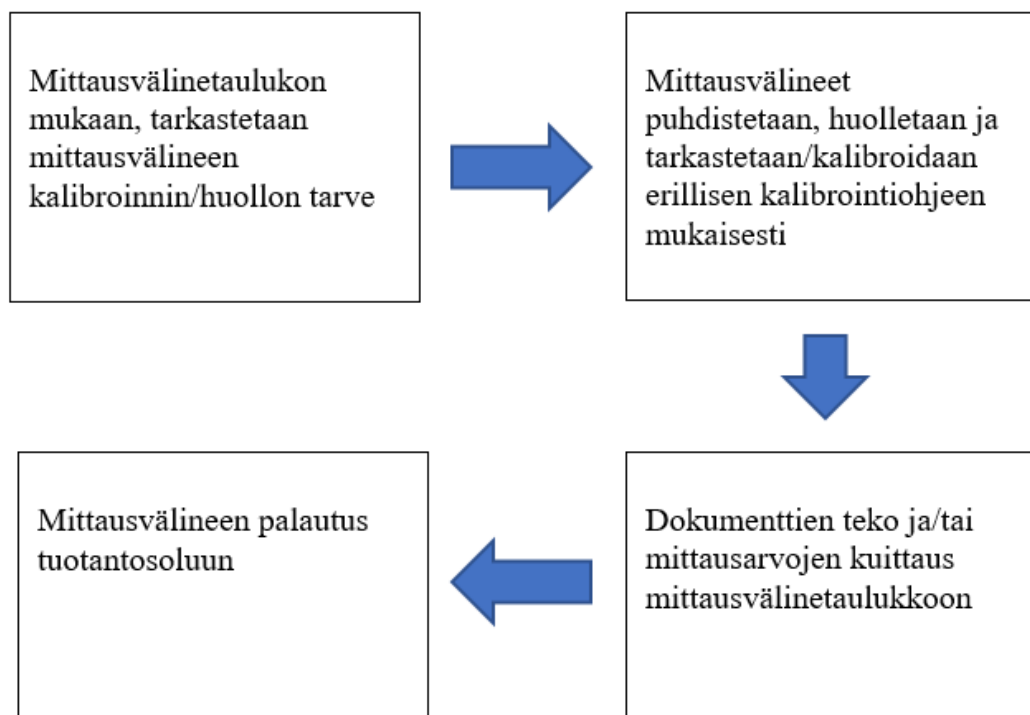 Mittausvälinetaulukon
mukaan, tarkastetaan
mittausvälineen
kalibroinnin/huollon tarve
Mittausvälineet
puhdistetaan, huolletaan ja
tarkastetaan/kalibroidaan
erillisen kalibrointiohjeen
mukaisesti
Dokumenttien teko ja/tai
mittausarvojen kuittaus
mittausvälinetaulukkoon
Mittausvälineen palautus
tuotantosoluun